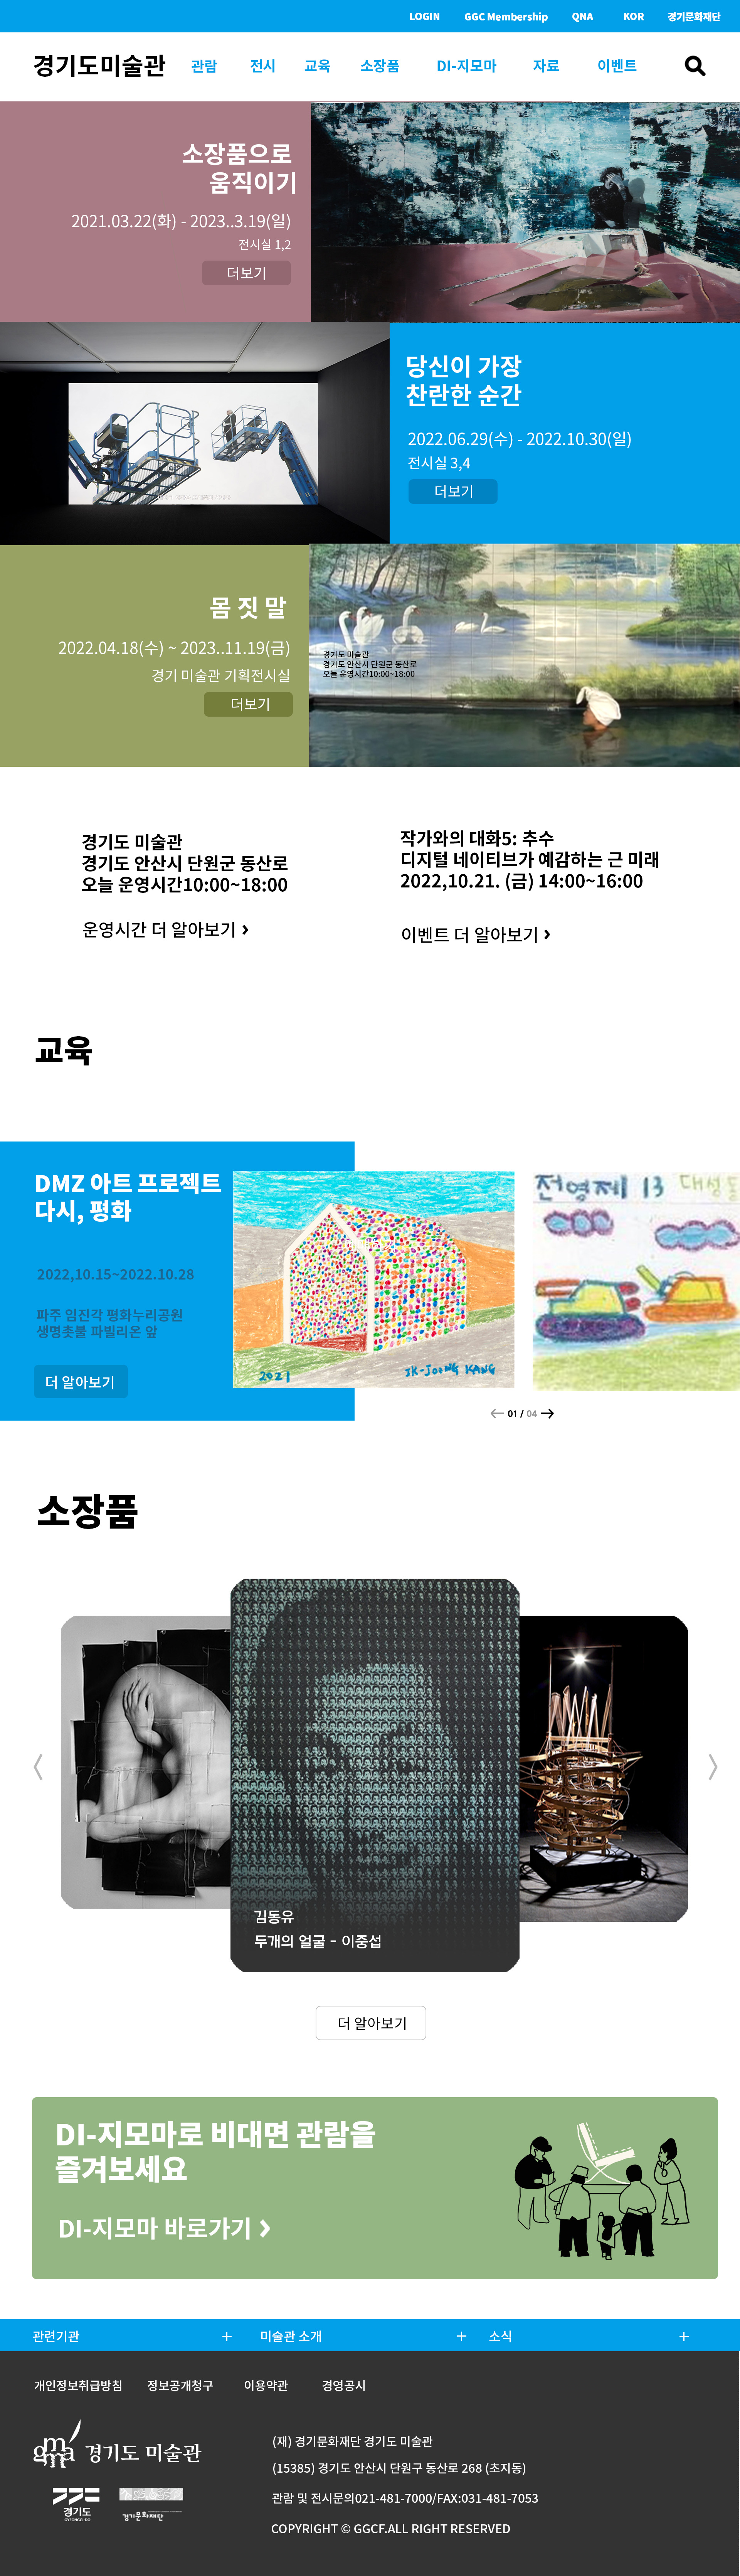 LOGIN GGC Membership QNA KOR 경기문화재단
경기도미술관 관람 전시 교육 소장품 DI-지모마 자료 이벤트
소장품으로
움직이기
2021.03.22(화) - 2023..3.19(일)
전시실 1,2
더보기
당신이 가장
찬란한 순간
2022.06.29(수) - 2022.10.30(일)
전시실 3,4
더보기
몸 짓 말
2022.04.18(수) ~ 2023..11.19(금)
경기 미술관 기획전시실
더보기
경기도 미술관
경기도 안산시 단원군 동산로
오늘 운영시간10:00~18:00
경기도 미술관
경기도 안산시 단원군 동산로
오늘 운영시간10:00~18:00
운영시간 더 알아보기 ›
작가와의 대화5: 추수
디지털 네이티브가 예감하는 근 미래
2022,10.21. (금) 14:00~16:00
이벤트 더 알아보기 ›
교육
DMZ 아트 프로젝트
다시, 평화
2022,10.15~2022.10.28
파주 임진각 평화누리공원
생명촛불 파빌리온 앞
더 알아보기
2021 IK-JOONG KANG
전영제 13 대성동
← 01 / 04 →
소장품
김동유
두개의 얼굴 - 이중섭
더 알아보기
DI-지모마로 비대면 관람을
즐겨보세요
DI-지모마 바로가기 ›
관련기관 + 미술관 소개 + 소식 +
개인정보취급방침 정보공개청구 이용약관 경영공시
gma 경기도 미술관
경기도
GYEONGGI-DO
경기문화재단
(재) 경기문화재단 경기도 미술관
(15385) 경기도 안산시 단원구 동산로 268 (초지동)
관람 및 전시문의021-481-7000/FAX:031-481-7053
COPYRIGHT © GGCF.ALL RIGHT RESERVED